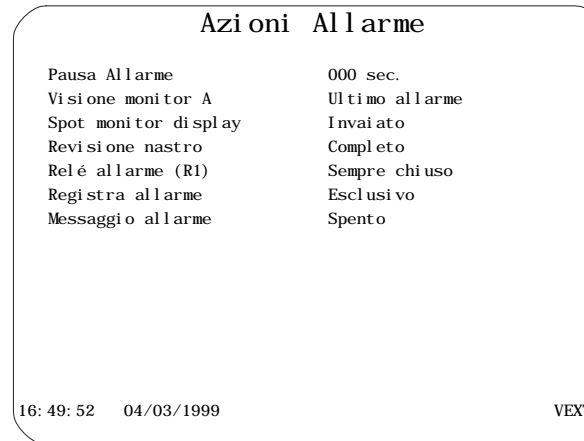 Azioni Allarme
Pausa Allarme 000 sec.
Visione monitor A Ultimo allarme
Spot monitor display Invaiato
Revisione nastro Completo
Relé allarme (R1) Sempre chiuso
Registra allarme Esclusivo
Messaggio allarme Spento
16:49:52 04/03/1999 VEXT